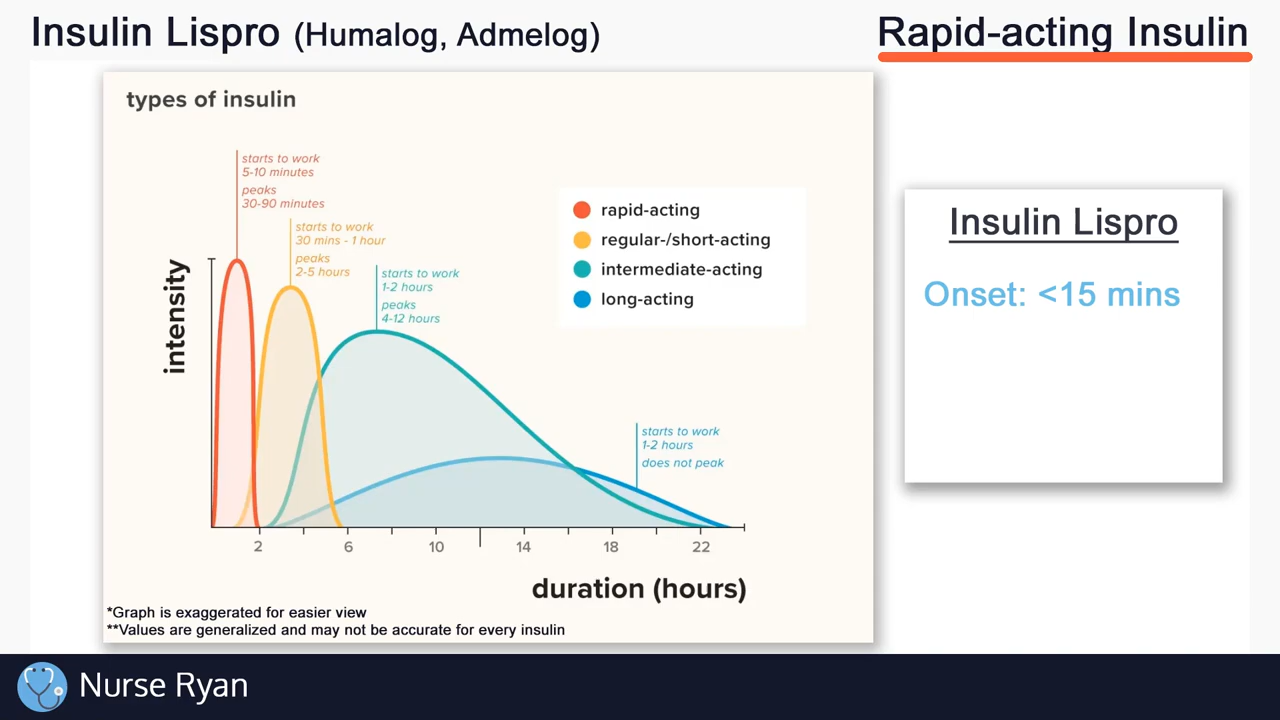 Insulin Lispro (Humalog, Admelog)
Rapid-acting Insulin
types of insulin
starts to work
5-10 minutes
peaks
30-90 minutes
starts to work
30 mins - 1 hour
peaks
2-5 hours
starts to work
1-2 hours
peaks
4-12 hours
rapid-acting
regular-/short-acting
intermediate-acting
long-acting
intensity
starts to work
1-2 hours
does not peak
2 6 10 14 18 22
duration (hours)
*Graph is exaggerated for easier view
**Values are generalized and may not be accurate for every insulin
Insulin Lispro
Onset: <15 mins
Nurse Ryan